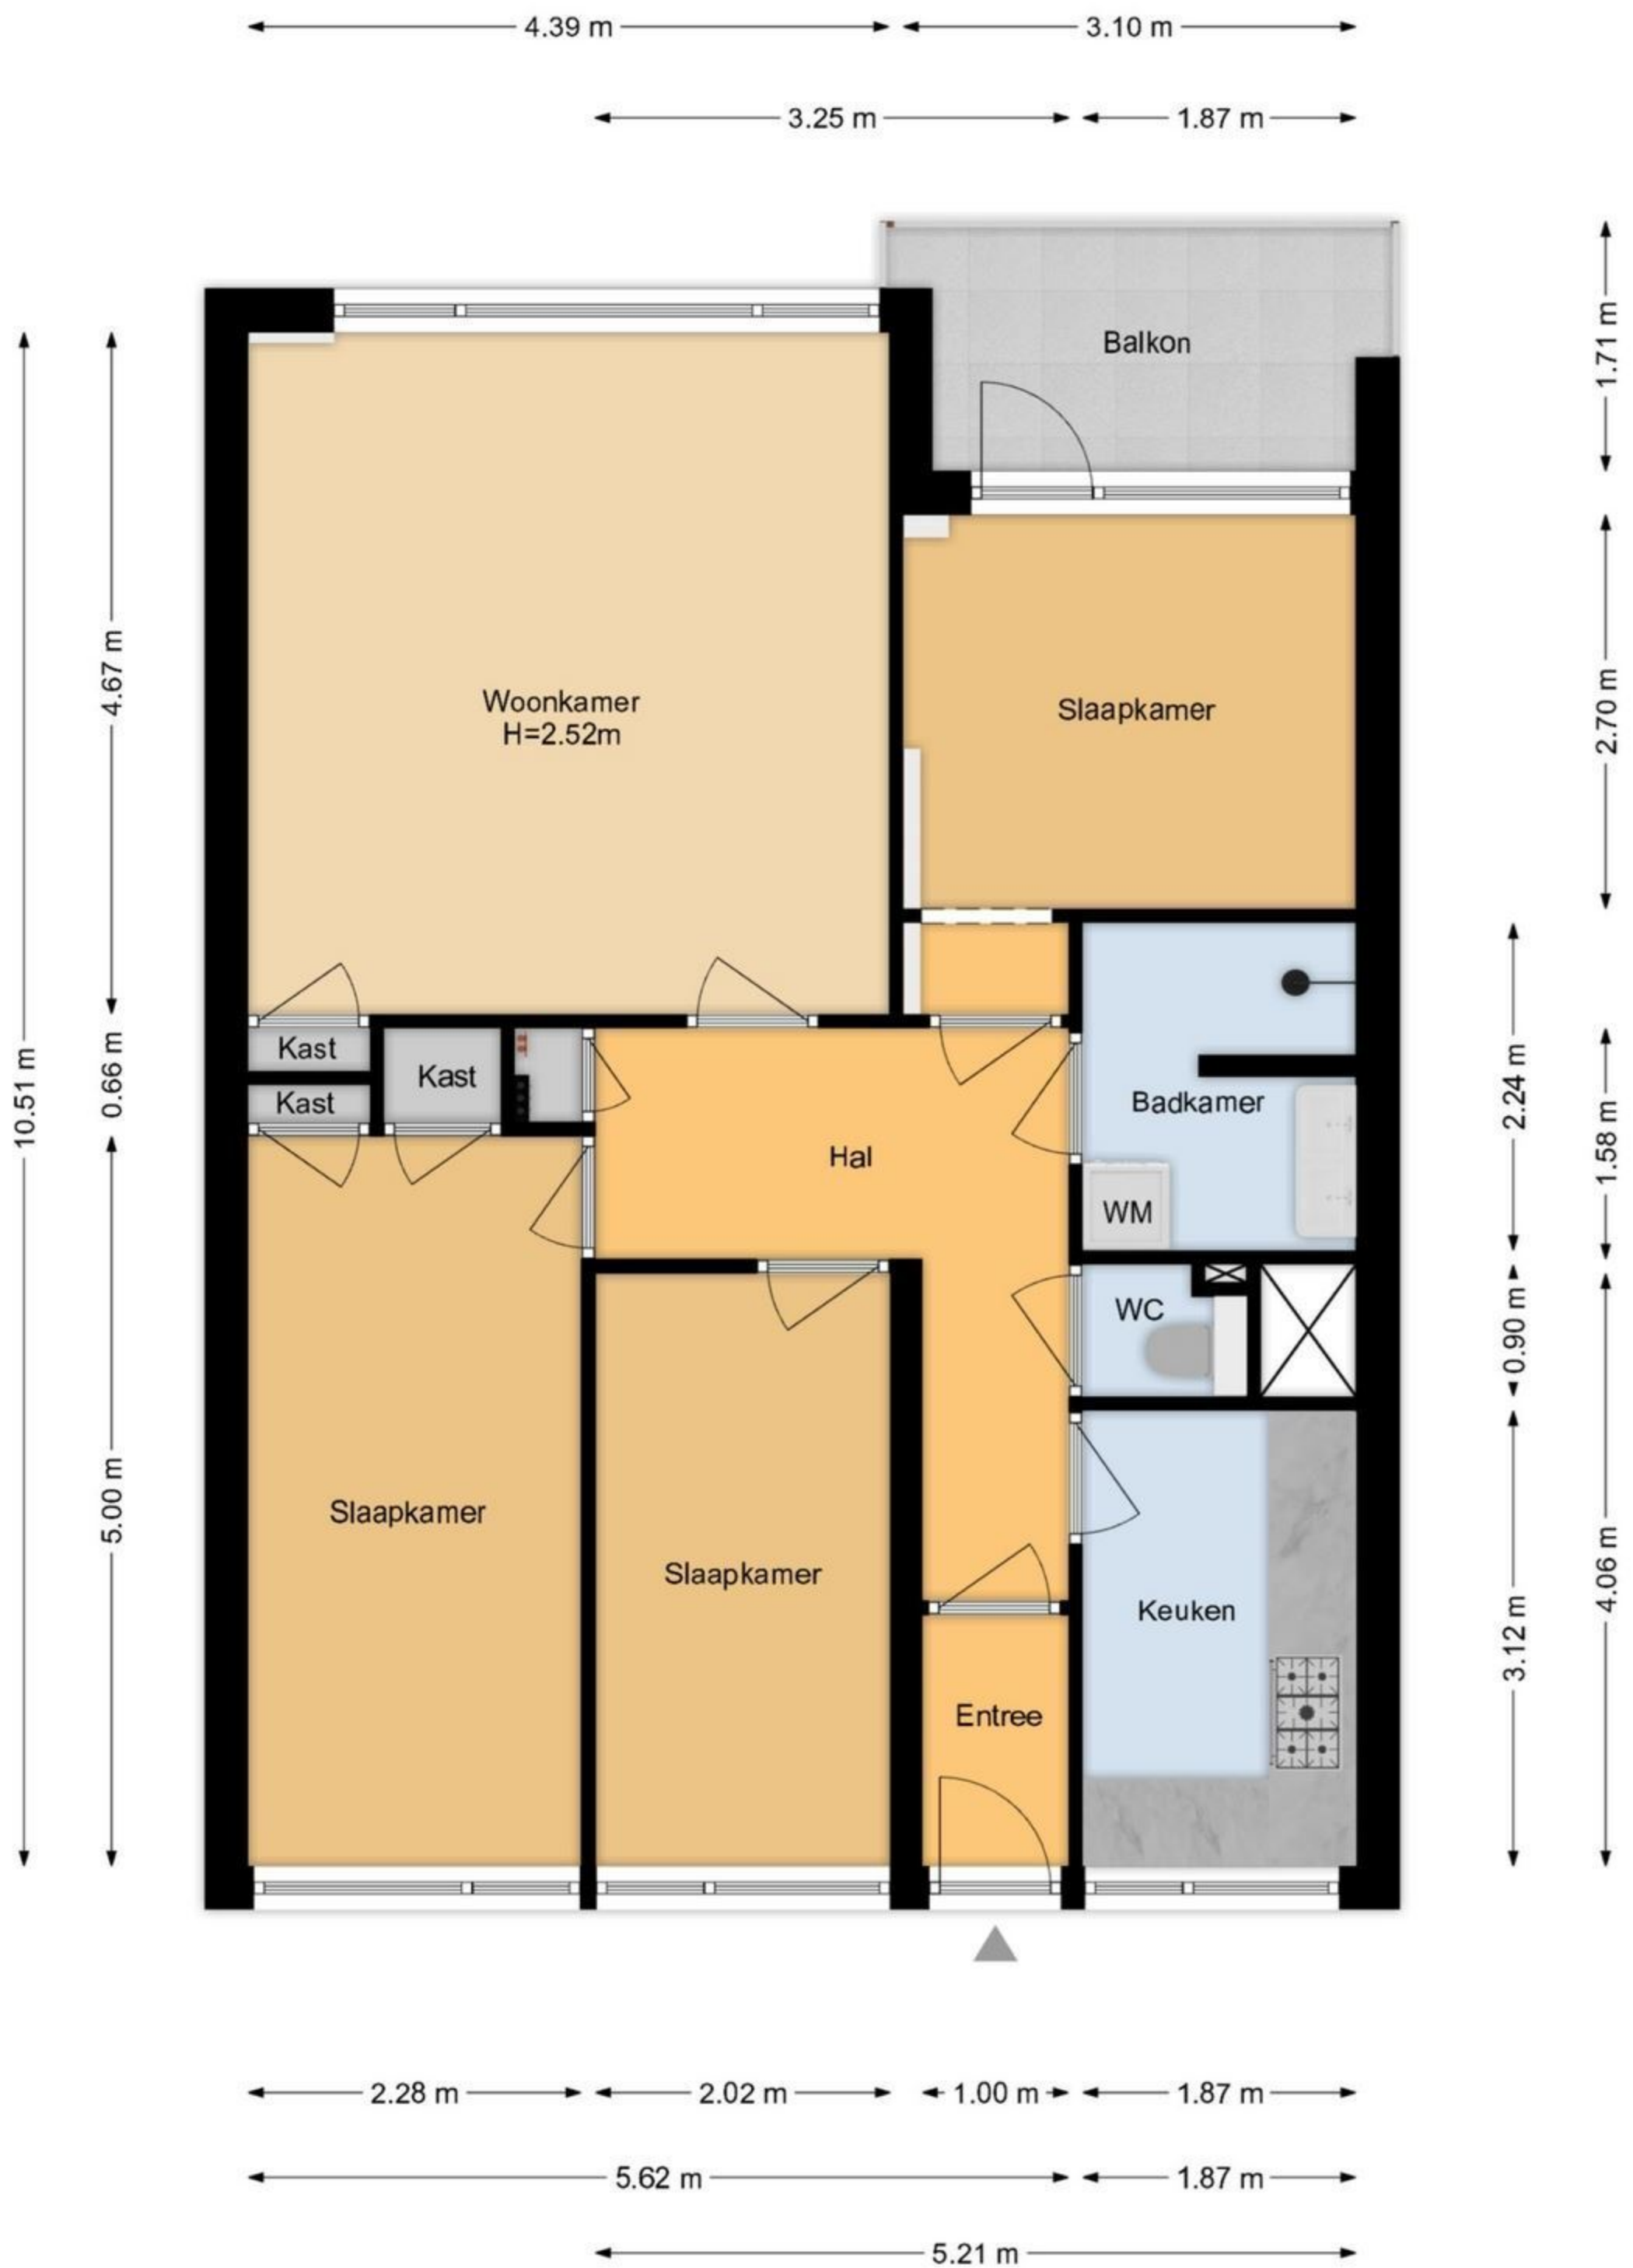 4.39 m
3.10 m
3.25 m
1.87 m
Balkon
1.71 m
Woonkamer
H=2.52m
Slaapkamer
4.67 m
2.70 m
10.51 m
0.66 m
Kast
Kast
Kast
Hal
Badkamer
WM
2.24 m
1.58 m
WC
0.90 m
5.00 m
Slaapkamer
Slaapkamer
Keuken
Entree
3.12 m
4.06 m
2.28 m
2.02 m
1.00 m
1.87 m
5.62 m
1.87 m
5.21 m